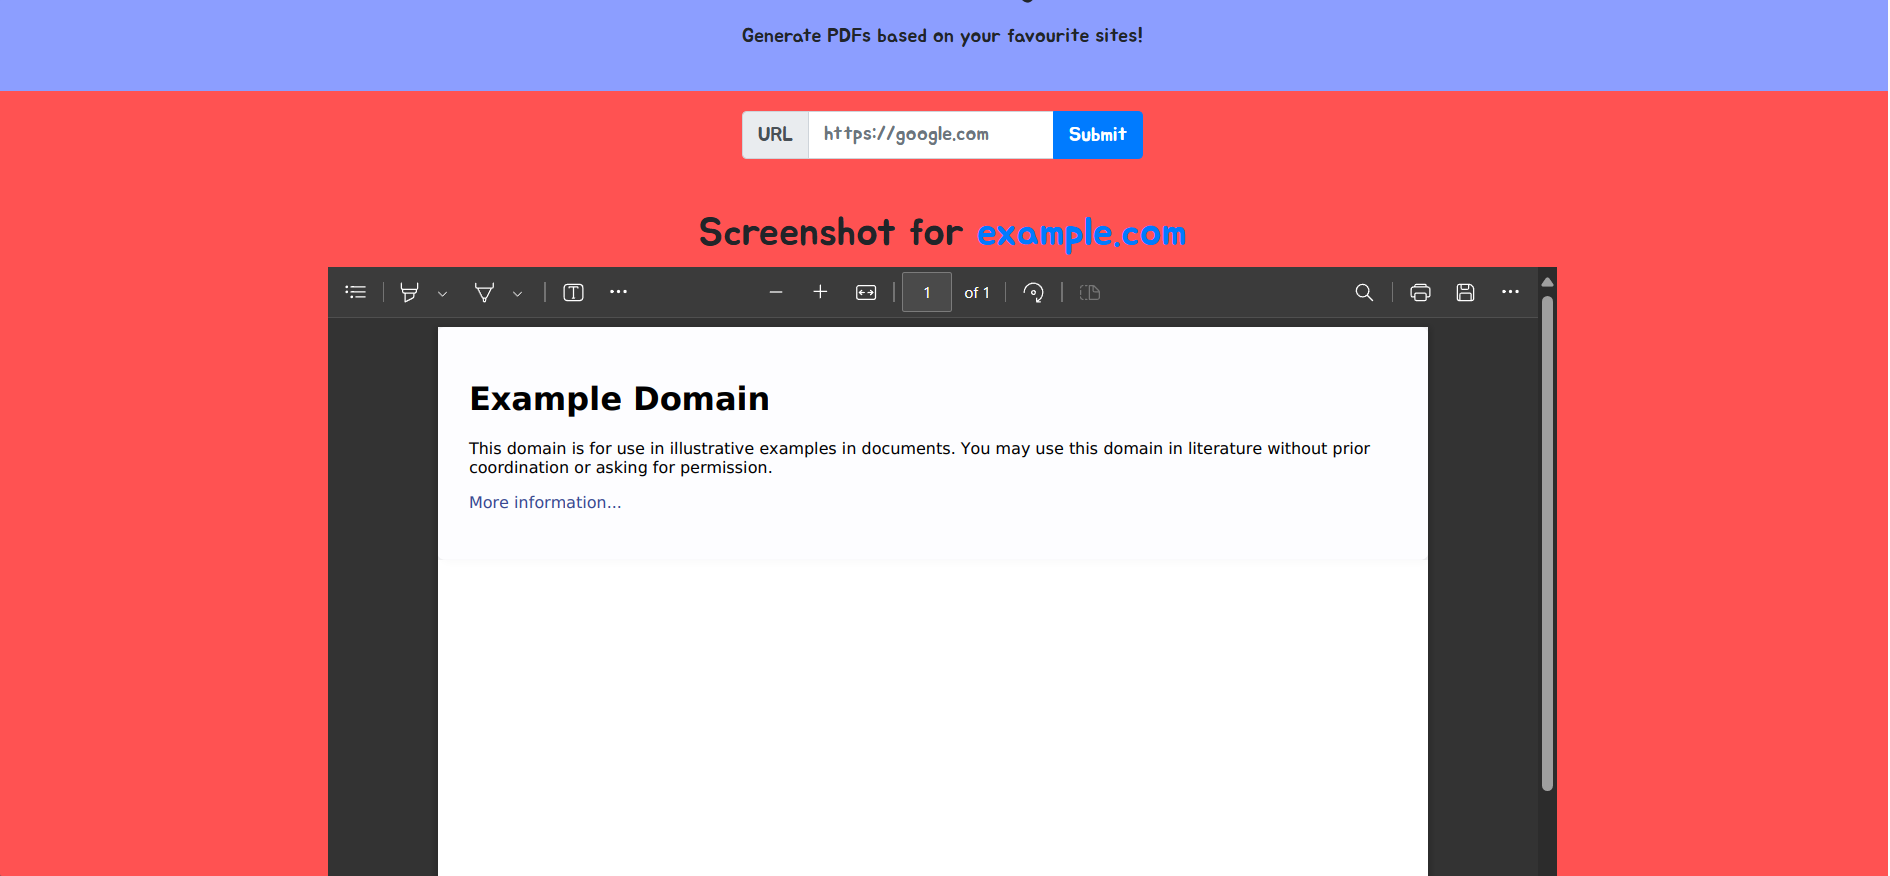 Generate PDFs based on your favourite sites!
URL https://google.com Submit
Screenshot for example.com
1 of 1
Example Domain
This domain is for use in illustrative examples in documents. You may use this domain in literature without prior
coordination or asking for permission.
More information...